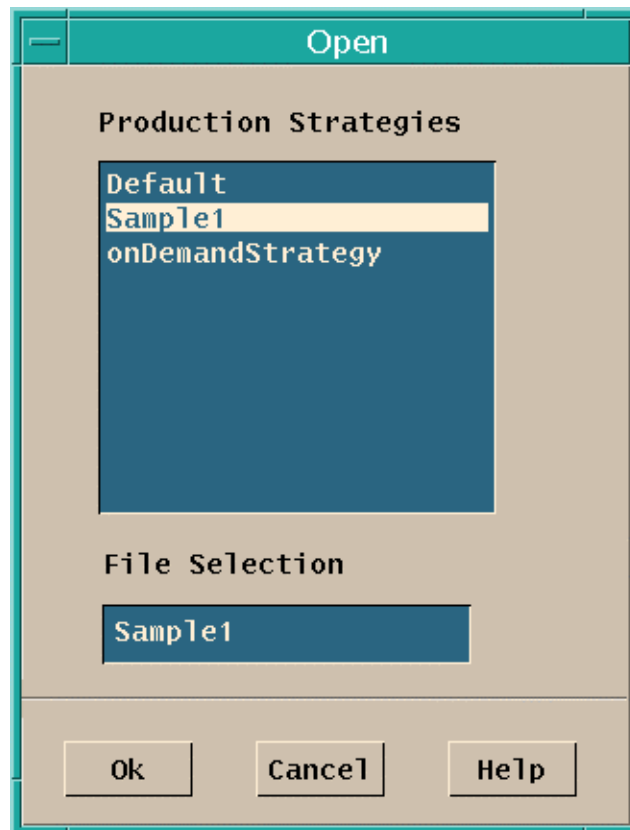 Open
Production Strategies
Default
Sample1
onDemandStrategy
File Selection
Sample1
Ok Cancel Help